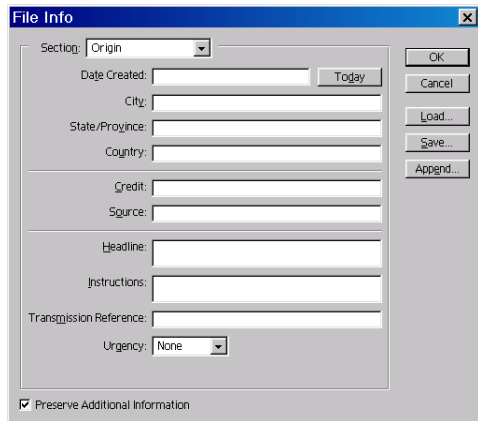 File Info
Section: Origin
OK
Date Created: Today
Cancel
City:
Load...
State/Province:
Save...
Country:
Append...
Credit:
Source:
Headline:
Instructions:
Transmission Reference:
Urgency: None
Preserve Additional Information